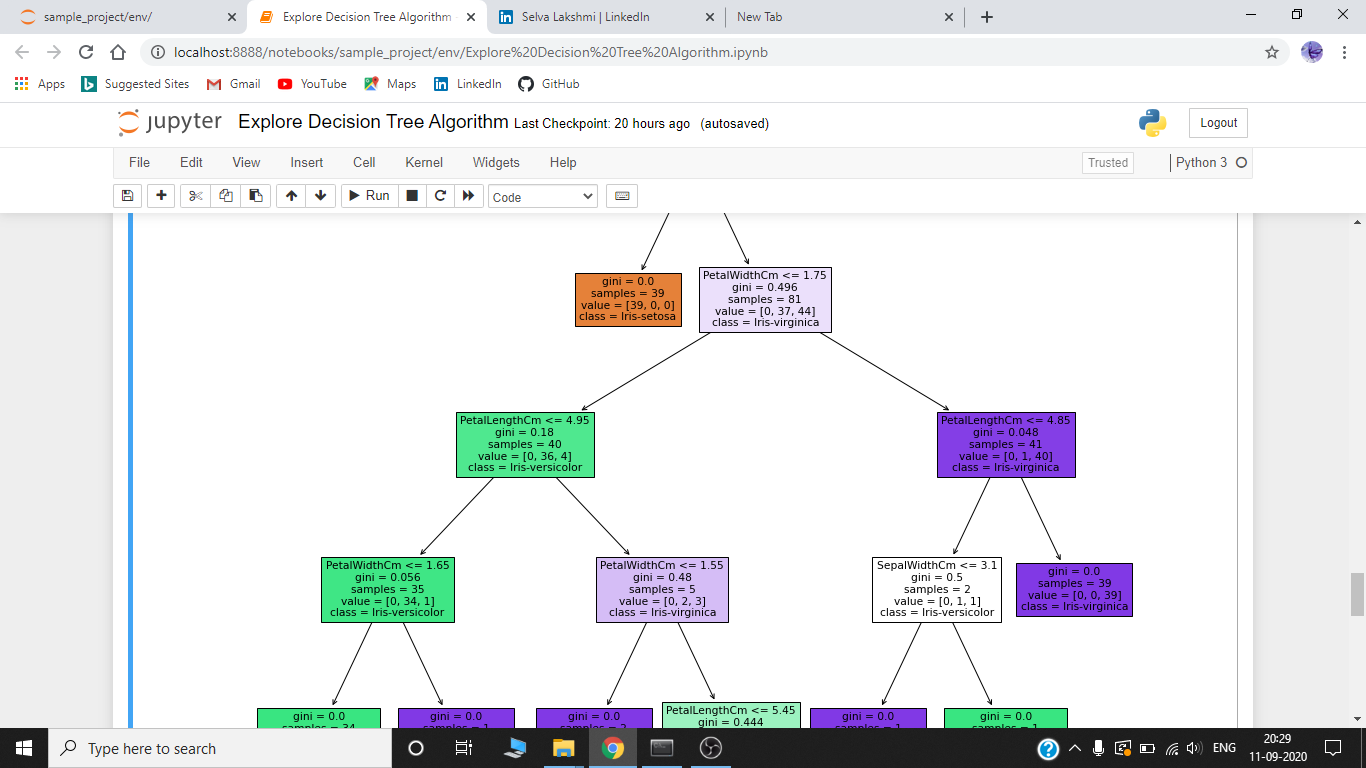 sample_project/env/
Explore Decision Tree Algorithm
Selva Lakshmi | LinkedIn
New Tab
localhost:8888/notebooks/sample_project/env/Explore%20Decision%20Tree%20Algorithm.ipynb
Apps
Suggested Sites
Gmail
YouTube
Maps
LinkedIn
GitHub
jupyter Explore Decision Tree Algorithm Last Checkpoint: 20 hours ago (autosaved)
Logout
File Edit View Insert Cell Kernel Widgets Help
Trusted
Python 3
Run
Code
gini = 0.0
samples = 39
value = [39, 0, 0]
class = Iris-setosa
PetalWidthCm <= 1.75
gini = 0.496
samples = 81
value = [0, 37, 44]
class = Iris-virginica
PetalLengthCm <= 4.95
gini = 0.18
samples = 40
value = [0, 36, 4]
class = Iris-versicolor
PetalLengthCm <= 4.85
gini = 0.048
samples = 41
value = [0, 1, 40]
class = Iris-virginica
PetalWidthCm <= 1.65
gini = 0.056
samples = 35
value = [0, 34, 1]
class = Iris-versicolor
PetalWidthCm <= 1.55
gini = 0.48
samples = 5
value = [0, 2, 3]
class = Iris-virginica
SepalWidthCm <= 3.1
gini = 0.5
samples = 2
value = [0, 1, 1]
class = Iris-versicolor
gini = 0.0
samples = 39
value = [0, 0, 39]
class = Iris-virginica
gini = 0.0
samples = 34
gini = 0.0
samples = 1
gini = 0.0
samples = 2
PetalLengthCm <= 5.45
gini = 0.444
gini = 0.0
samples = 1
gini = 0.0
samples = 1
Type here to search
ENG
20:29
11-09-2020